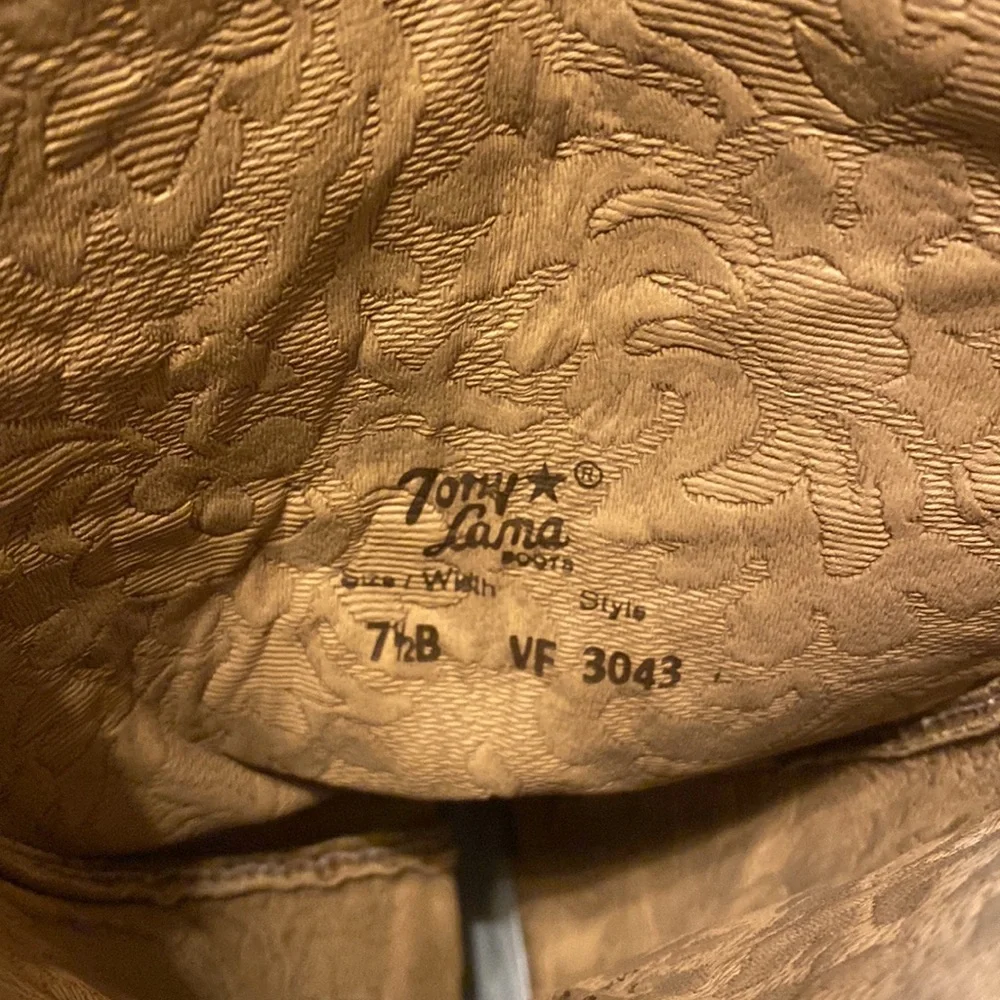 Tony ★ ®
Lama
BOOTS
Size / Width Style
7½B VF 3043